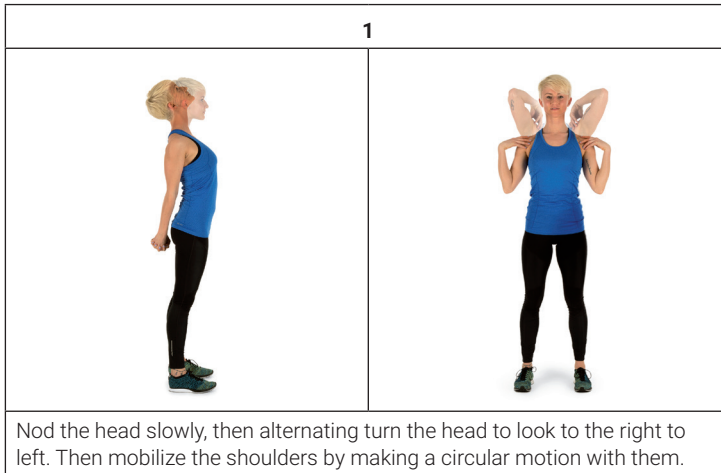 1
Nod the head slowly, then alternating turn the head to look to the right to
left. Then mobilize the shoulders by making a circular motion with them.